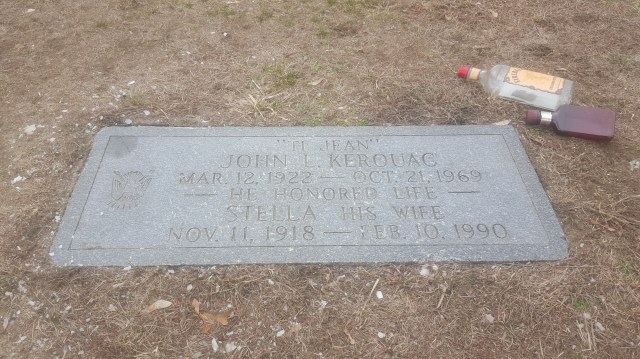 "TI JEAN"
JOHN L. KEROUAC
MAR. 12, 1922 — OCT. 21, 1969
— HE HONORED LIFE —
STELLA HIS WIFE
NOV. 11, 1918 — FEB. 10, 1990